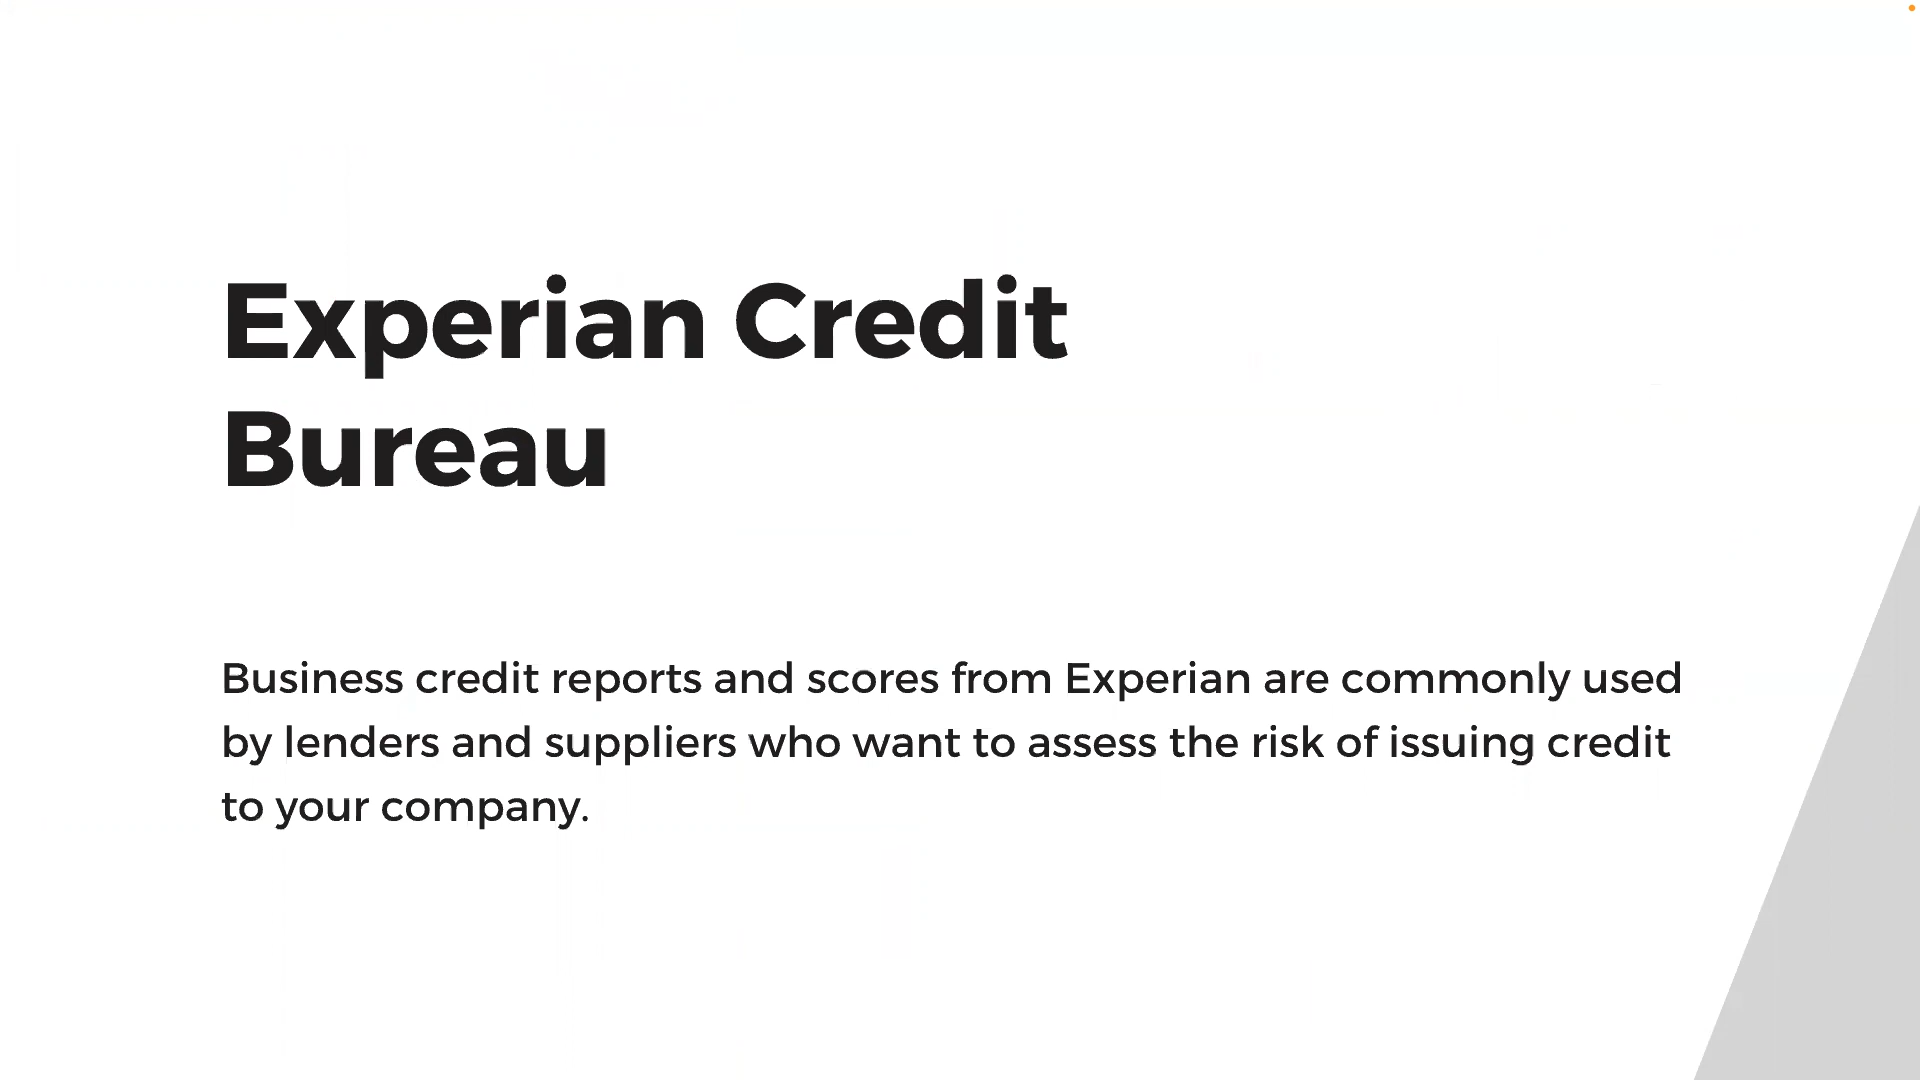 Experian Credit
Bureau
Business credit reports and scores from Experian are commonly used
by lenders and suppliers who want to assess the risk of issuing credit
to your company.